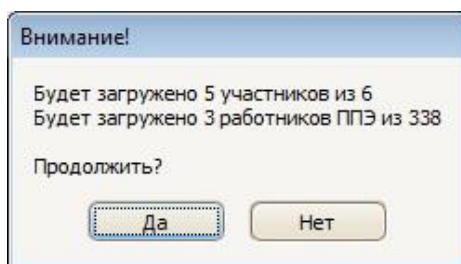 Внимание!
Будет загружено 5 участников из 6
Будет загружено 3 работников ППЭ из 338
Продолжить?
Да
Нет